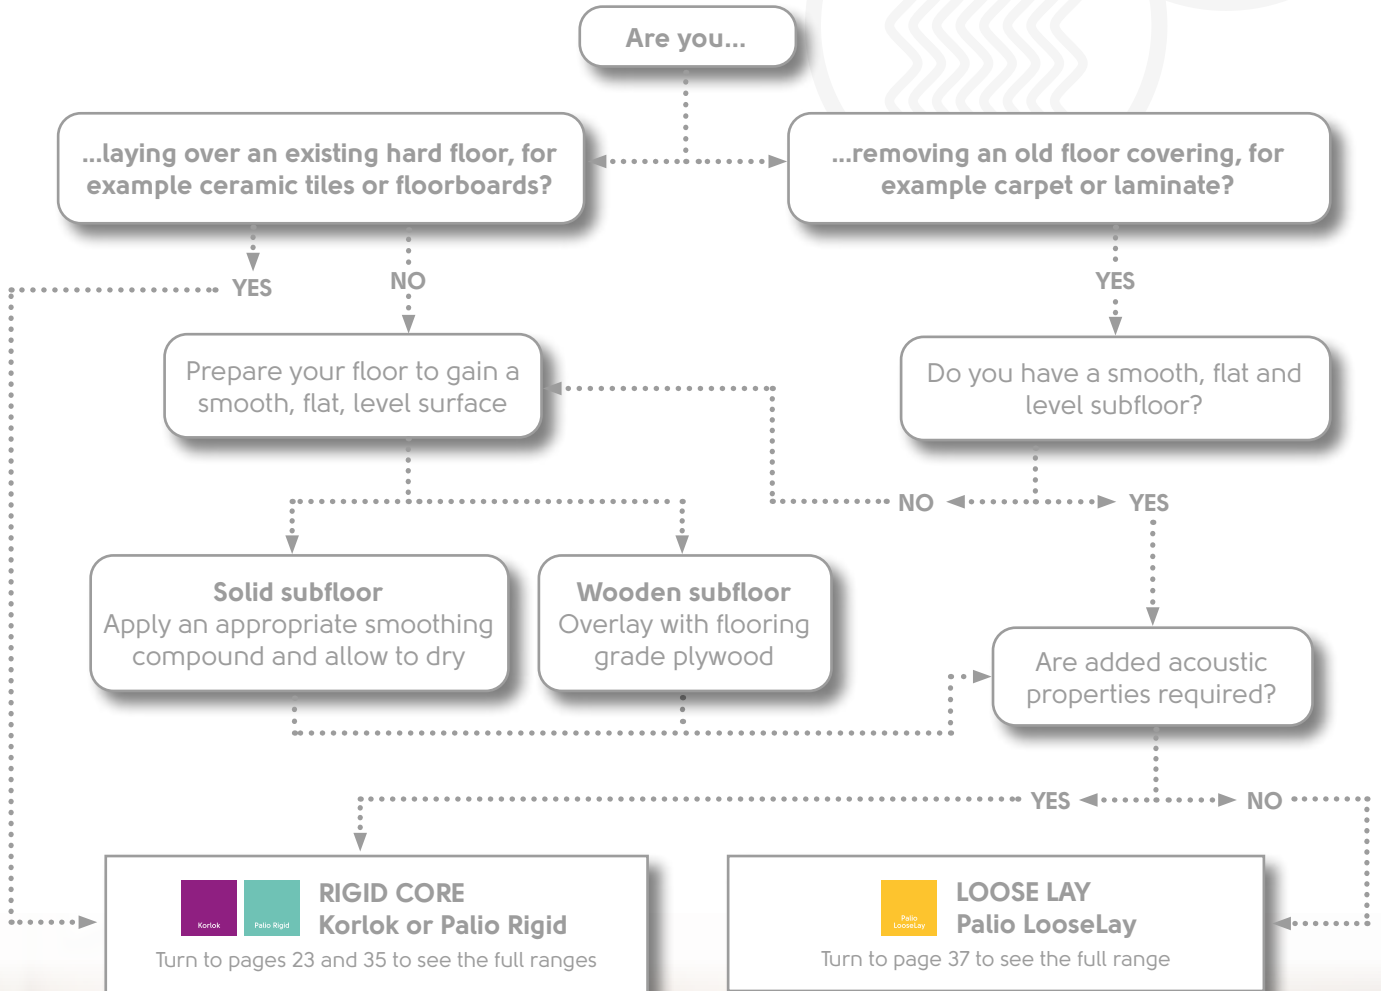 Are you...
...laying over an existing hard floor, for
example ceramic tiles or floorboards?
...removing an old floor covering, for
example carpet or laminate?
YES
NO
YES
Prepare your floor to gain a
smooth, flat, level surface
Do you have a smooth, flat and
level subfloor?
NO
YES
Solid subfloor
Apply an appropriate smoothing
compound and allow to dry
Wooden subfloor
Overlay with flooring
grade plywood
Are added acoustic
properties required?
YES
NO
Korlok
Palio Rigid
RIGID CORE
Korlok or Palio Rigid
Turn to pages 23 and 35 to see the full ranges
Palio
LooseLay
LOOSE LAY
Palio LooseLay
Turn to page 37 to see the full range